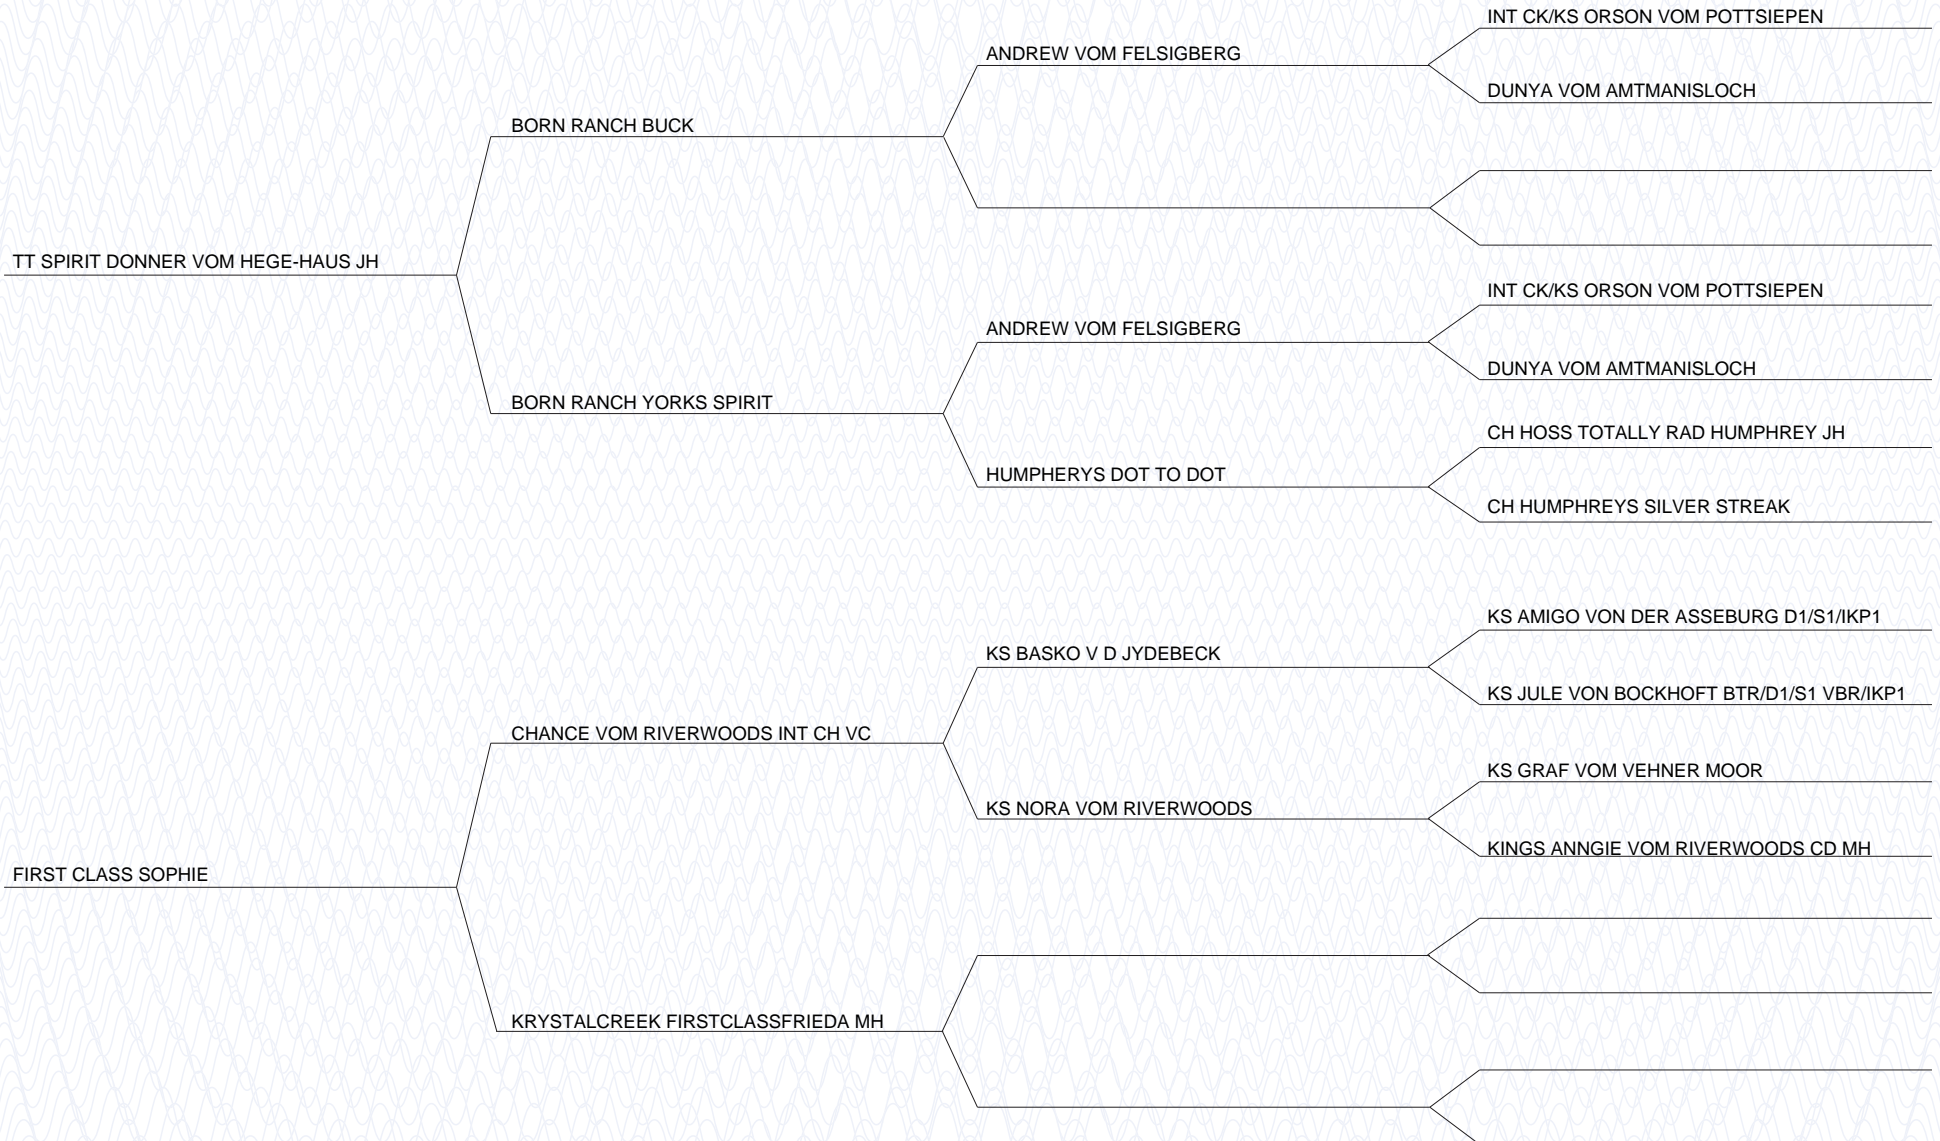 INT CK/KS ORSON VOM POTTSIEPEN
ANDREW VOM FELSIGBERG
DUNYA VOM AMTMANISLOCH
BORN RANCH BUCK
TT SPIRIT DONNER VOM HEGE-HAUS JH
INT CK/KS ORSON VOM POTTSIEPEN
ANDREW VOM FELSIGBERG
DUNYA VOM AMTMANISLOCH
BORN RANCH YORKS SPIRIT
CH HOSS TOTALLY RAD HUMPHREY JH
HUMPHERYS DOT TO DOT
CH HUMPHREYS SILVER STREAK
KS AMIGO VON DER ASSEBURG D1/S1/IKP1
KS BASKO V D JYDEBECK
KS JULE VON BOCKHOFT BTR/D1/S1 VBR/IKP1
CHANCE VOM RIVERWOODS INT CH VC
KS GRAF VOM VEHNER MOOR
KS NORA VOM RIVERWOODS
KINGS ANNGIE VOM RIVERWOODS CD MH
FIRST CLASS SOPHIE
KRYSTALCREEK FIRSTCLASSFRIEDA MH